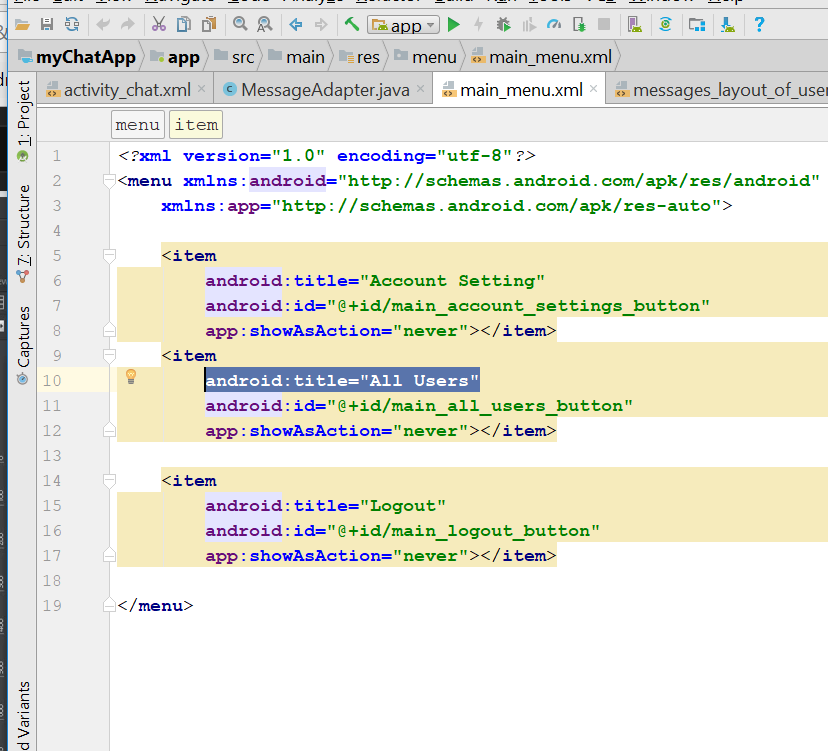 app
myChatApp app src main res menu main_menu.xml
activity_chat.xml MessageAdapter.java main_menu.xml messages_layout_of_user
menu item
1: Project
7: Structure
Captures
d Variants
1 <?xml version="1.0" encoding="utf-8"?>
2 <menu xmlns:android="http://schemas.android.com/apk/res/android"
3 xmlns:app="http://schemas.android.com/apk/res-auto">
4
5 <item
6 android:title="Account Setting"
7 android:id="@+id/main_account_settings_button"
8 app:showAsAction="never"></item>
9 <item
10 android:title="All Users"
11 android:id="@+id/main_all_users_button"
12 app:showAsAction="never"></item>
13
14 <item
15 android:title="Logout"
16 android:id="@+id/main_logout_button"
17 app:showAsAction="never"></item>
18
19 </menu>